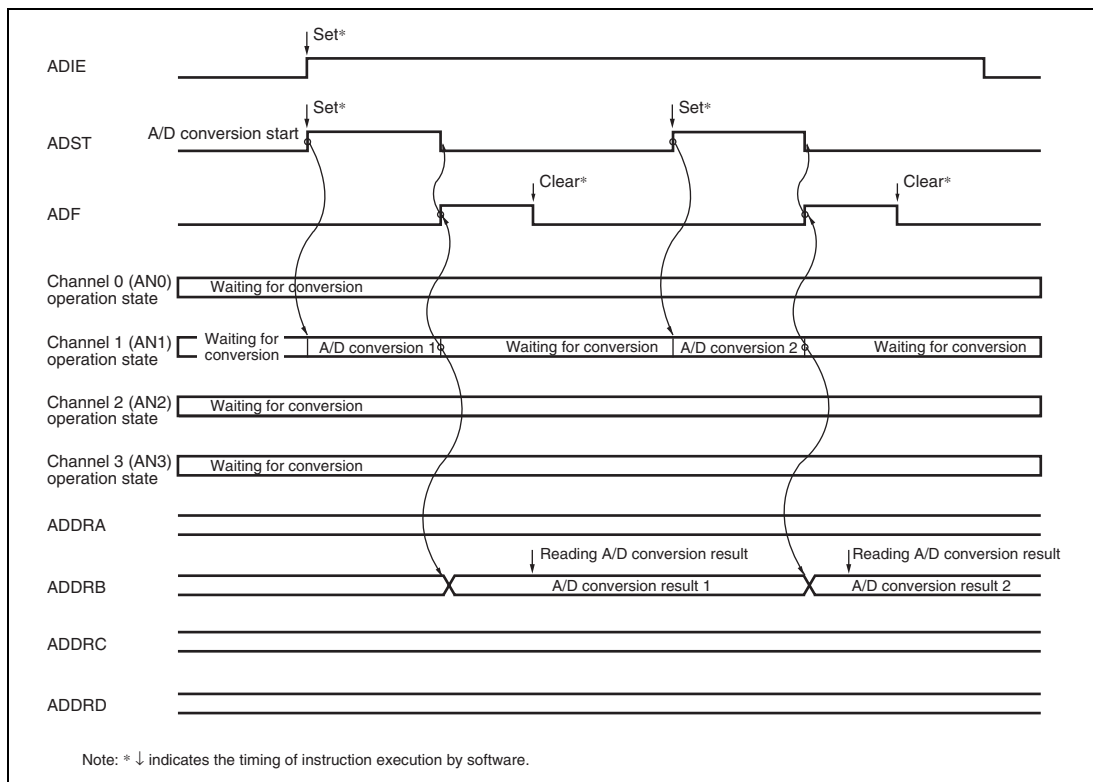 Set*
ADIE
Set*
Set*
A/D conversion start
ADST
Clear*
Clear*
ADF
Channel 0 (AN0)
operation state
Waiting for conversion
Channel 1 (AN1)
operation state
Waiting for
conversion
A/D conversion 1
Waiting for conversion
A/D conversion 2
Waiting for conversion
Channel 2 (AN2)
operation state
Waiting for conversion
Channel 3 (AN3)
operation state
Waiting for conversion
ADDRA
Reading A/D conversion result
Reading A/D conversion result
ADDRB
A/D conversion result 1
A/D conversion result 2
ADDRC
ADDRD
Note: * ↓ indicates the timing of instruction execution by software.